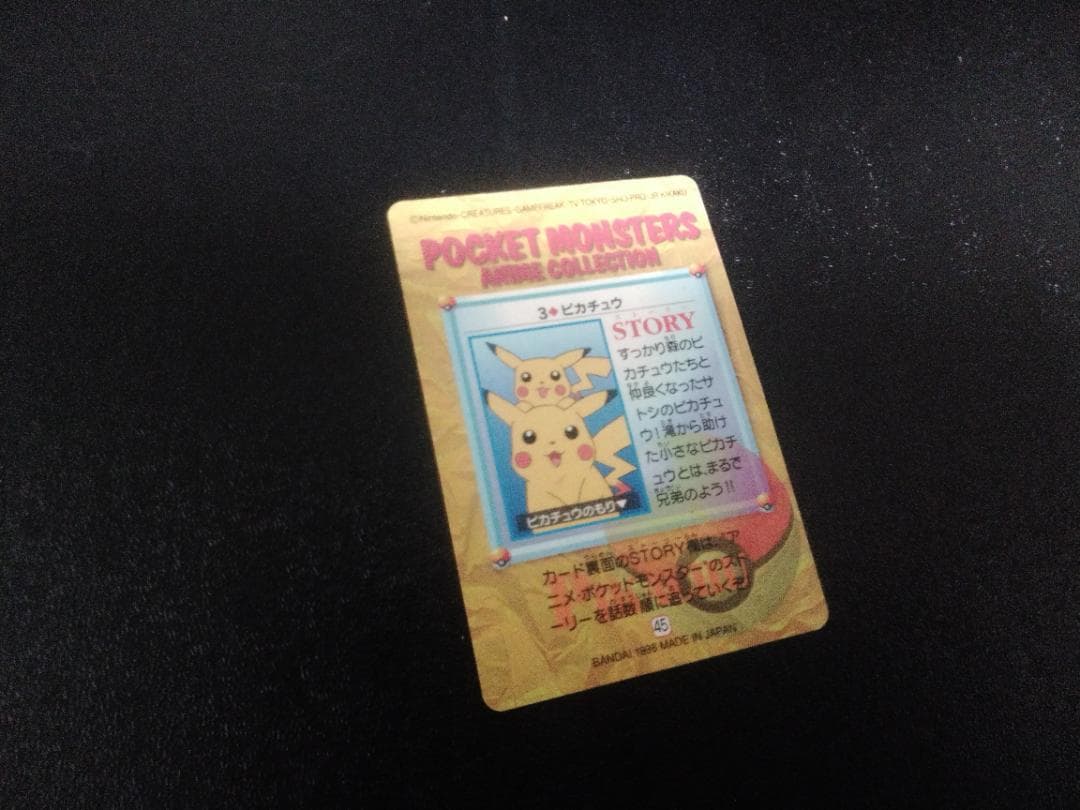 ©Nintendo・CREATURES・GAMEFREAK・TV TOKYO・SHO-PRO・JR KIKAKU
POCKET MONSTERS
ANIME COLLECTION
3◆ピカチュウ
STORY
すっかり森のピ
カチュウたちと
仲良くなったサ
トシのピカチュ
ウ!滝から助け
た小さなピカチ
ュウとは、まるで
兄弟のよう!!
ピカチュウのもり▼
カード裏面のSTORY欄は、ア
ニメ・ポケットモンスターのスト
ーリーを話数順に追っていくぞ
45
BANDAI 1998 MADE IN JAPAN